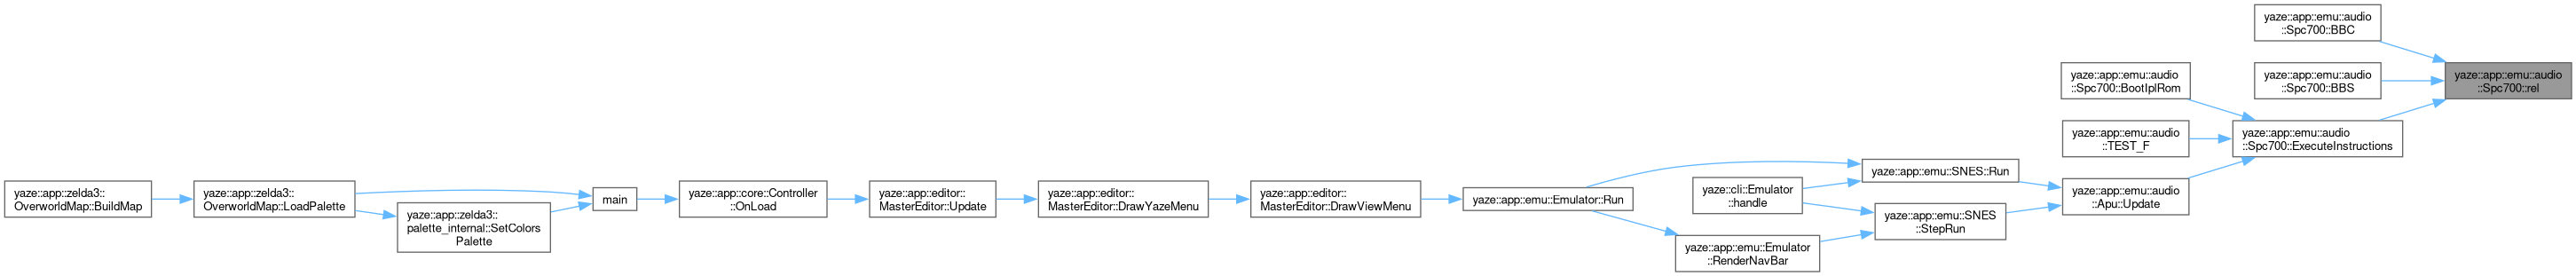 yaze::app::emu::audio
::Spc700::BBC
yaze::app::emu::audio
::Spc700::BootIplRom
yaze::app::emu::audio
::Spc700::BBS
yaze::app::emu::audio
::Spc700::rel
yaze::app::emu::audio
::TEST_F
yaze::app::emu::audio
::Spc700::ExecuteInstructions
yaze::app::zelda3::
OverworldMap::BuildMap
yaze::app::zelda3::
OverworldMap::LoadPalette
yaze::app::zelda3::
palette_internal::SetColors
Palette
main
yaze::app::core::Controller
::OnLoad
yaze::app::editor::
MasterEditor::Update
yaze::app::editor::
MasterEditor::DrawYazeMenu
yaze::app::editor::
MasterEditor::DrawViewMenu
yaze::app::emu::Emulator::Run
yaze::cli::Emulator
::handle
yaze::app::emu::SNES::Run
yaze::app::emu::audio
::Apu::Update
yaze::app::emu::SNES
::StepRun
yaze::app::emu::Emulator
::RenderNavBar